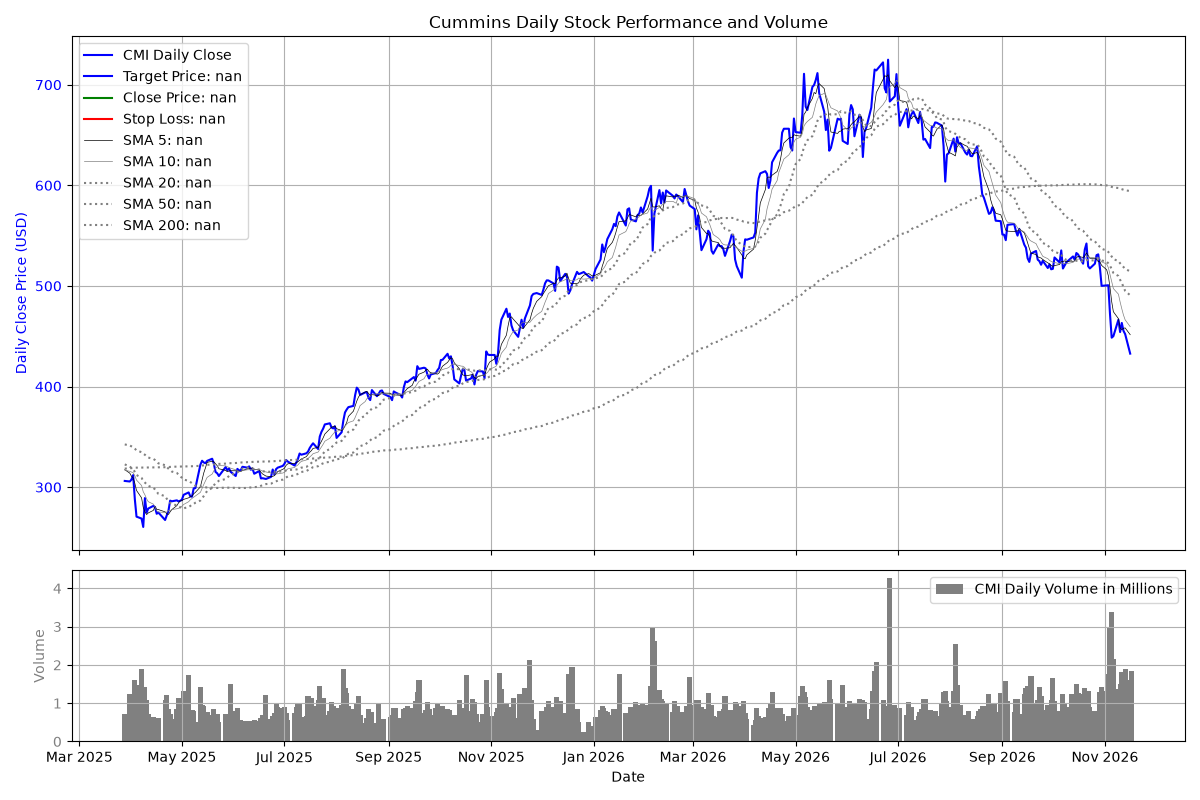 Cummins Daily Stock Performance and Volume
CMI Daily Close
Target Price: nan
Close Price: nan
Stop Loss: nan
SMA 5: nan
SMA 10: nan
SMA 20: nan
SMA 50: nan
SMA 200: nan
700
600
500
400
300
Daily Close Price (USD)
CMI Daily Volume in Millions
4
3
2
1
0
Volume
Mar 2025 May 2025 Jul 2025 Sep 2025 Nov 2025 Jan 2026 Mar 2026 May 2026 Jul 2026 Sep 2026 Nov 2026
Date